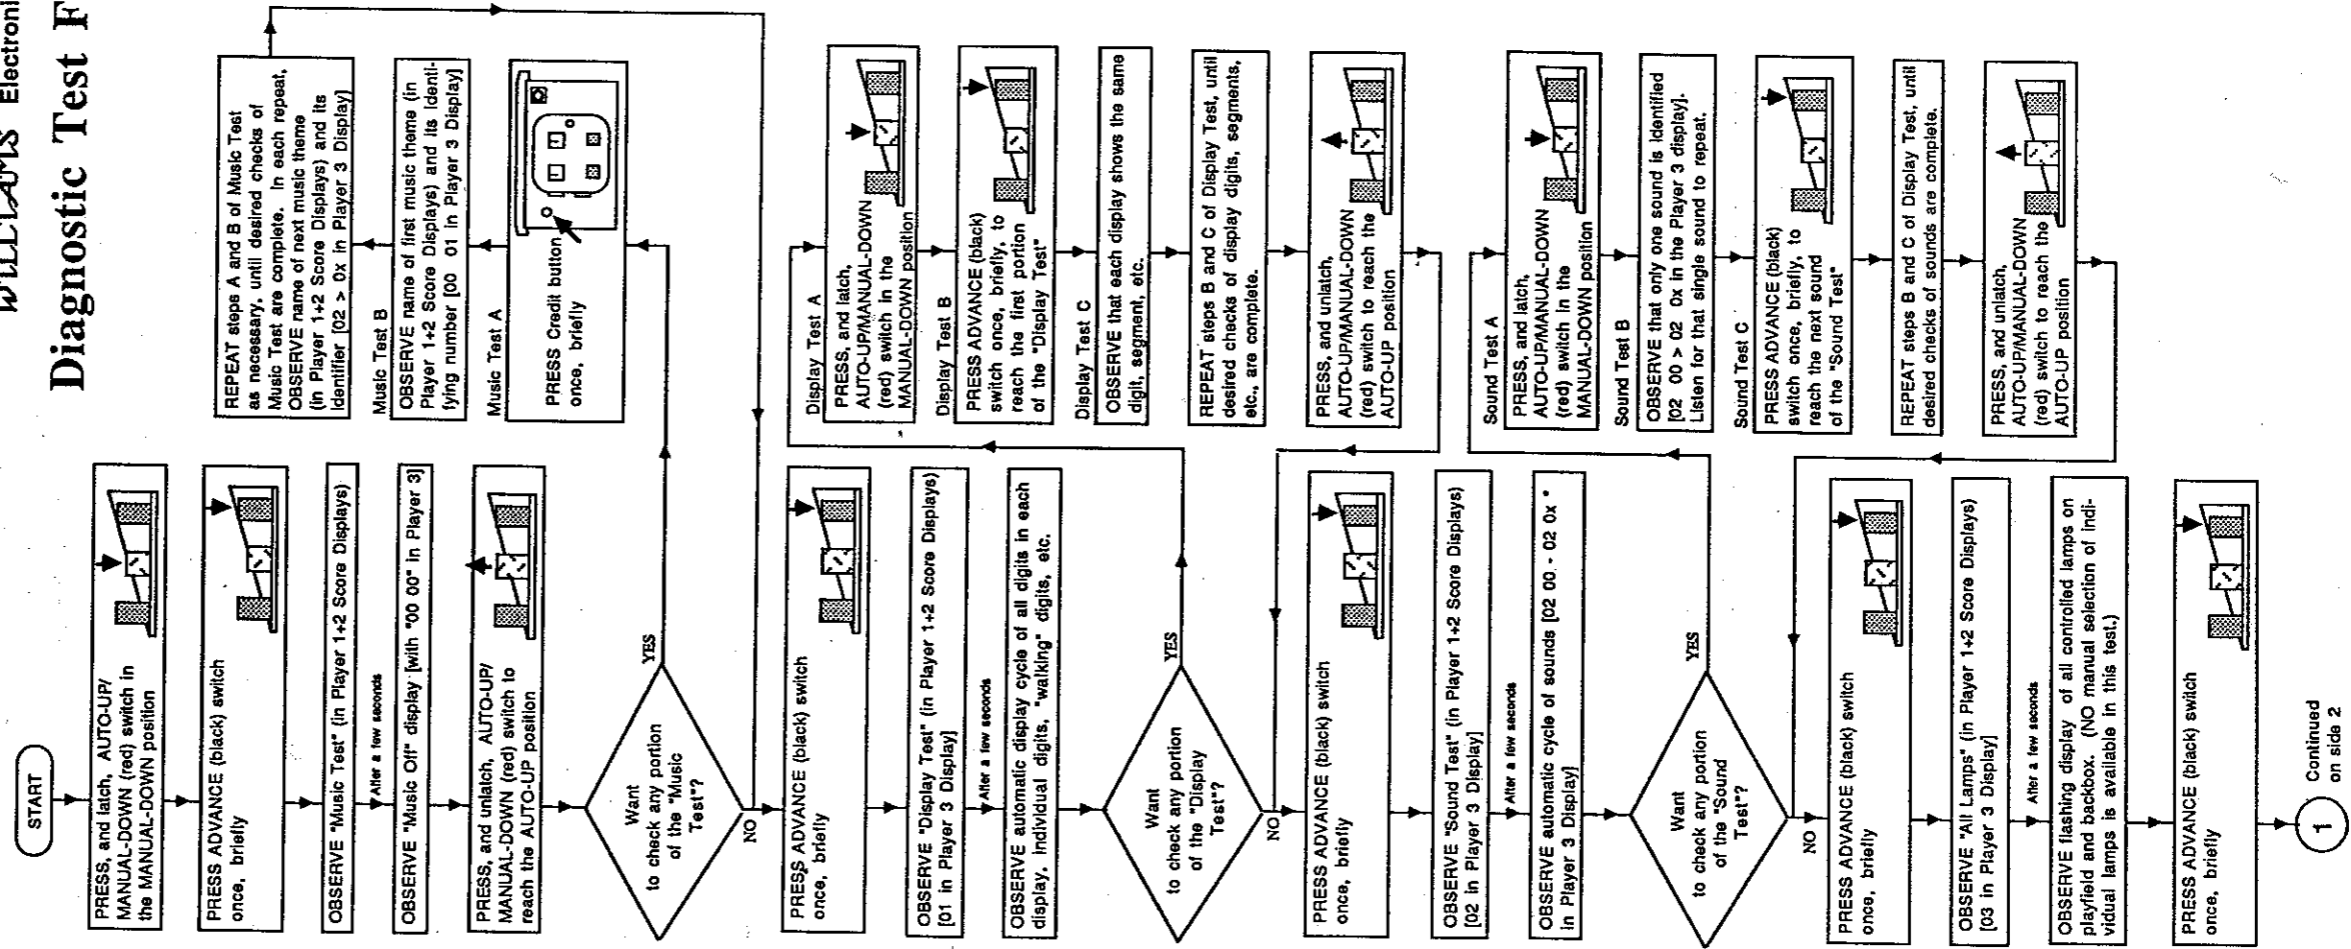 WILLIAMS Electroni
Diagnostic Test F
START
PRESS, and latch, AUTO-UP/
MANUAL-DOWN (red) switch in
the MANUAL-DOWN position
PRESS ADVANCE (black) switch
once, briefly
OBSERVE "Music Test" (in Player 1+2 Score Displays)
After a few seconds
OBSERVE "Music Off" display [with "00 00" in Player 3]
PRESS, and unlatch, AUTO-UP/
MANUAL-DOWN (red) switch to
reach the AUTO-UP position
Want
to check any portion
of the "Music
Test"?
YES
NO
Music Test A
PRESS Credit button
once, briefly
Music Test B
OBSERVE name of first music theme (in
Player 1+2 Score Displays) and its identi-
fying number [00 01 in Player 3 Display]
REPEAT steps A and B of Music Test
as necessary, until desired checks of
Music Test are complete. In each repeat,
OBSERVE name of next music theme
(in Player 1+2 Score Displays) and its
identifier [02 > 0x in Player 3 Display]
PRESS ADVANCE (black) switch
once, briefly
OBSERVE "Display Test" (in Player 1+2 Score Displays)
[01 in Player 3 Display]
After a few seconds
OBSERVE automatic display cycle of all digits in each
display, individual digits, "walking" digits, etc.
Want
to check any portion
of the "Display
Test"?
YES
NO
Display Test A
PRESS, and latch,
AUTO-UP/MANUAL-DOWN
(red) switch in the
MANUAL-DOWN position
Display Test B
PRESS ADVANCE (black)
switch once, briefly, to
reach the first portion
of the "Display Test"
Display Test C
OBSERVE that each display shows the same
digit, segment, etc.
REPEAT steps B and C of Display Test, until
desired checks of display digits, segments,
etc., are complete.
PRESS, and unlatch,
AUTO-UP/MANUAL-DOWN
(red) switch to reach the
AUTO-UP position
PRESS ADVANCE (black) switch
once, briefly
OBSERVE "Sound Test" (in Player 1+2 Score Displays)
[02 in Player 3 Display]
After a few seconds
OBSERVE automatic cycle of sounds [02 00 - 02 0x "
in Player 3 Display]
Want
to check any portion
of the "Sound
Test"?
YES
NO
Sound Test A
PRESS, and latch,
AUTO-UP/MANUAL-DOWN
(red) switch in the
MANUAL-DOWN position
Sound Test B
OBSERVE that only one sound is identified
[02 00 > 02 0x in the Player 3 display].
Listen for that single sound to repeat.
Sound Test C
PRESS ADVANCE (black)
switch once, briefly, to
reach the next sound
of the "Sound Test"
REPEAT steps B and C of Display Test, until
desired checks of sounds are complete.
PRESS, and unlatch,
AUTO-UP/MANUAL-DOWN
(red) switch to reach the
AUTO-UP position
PRESS ADVANCE (black) switch
once, briefly
OBSERVE "All Lamps" (in Player 1+2 Score Displays)
[03 in Player 3 Display]
After a few seconds
OBSERVE flashing display of all controlled lamps on
playfield and backbox. (NO manual selection of indi-
vidual lamps is available in this test.)
PRESS ADVANCE (black) switch
once, briefly
1
Continued
on side 2